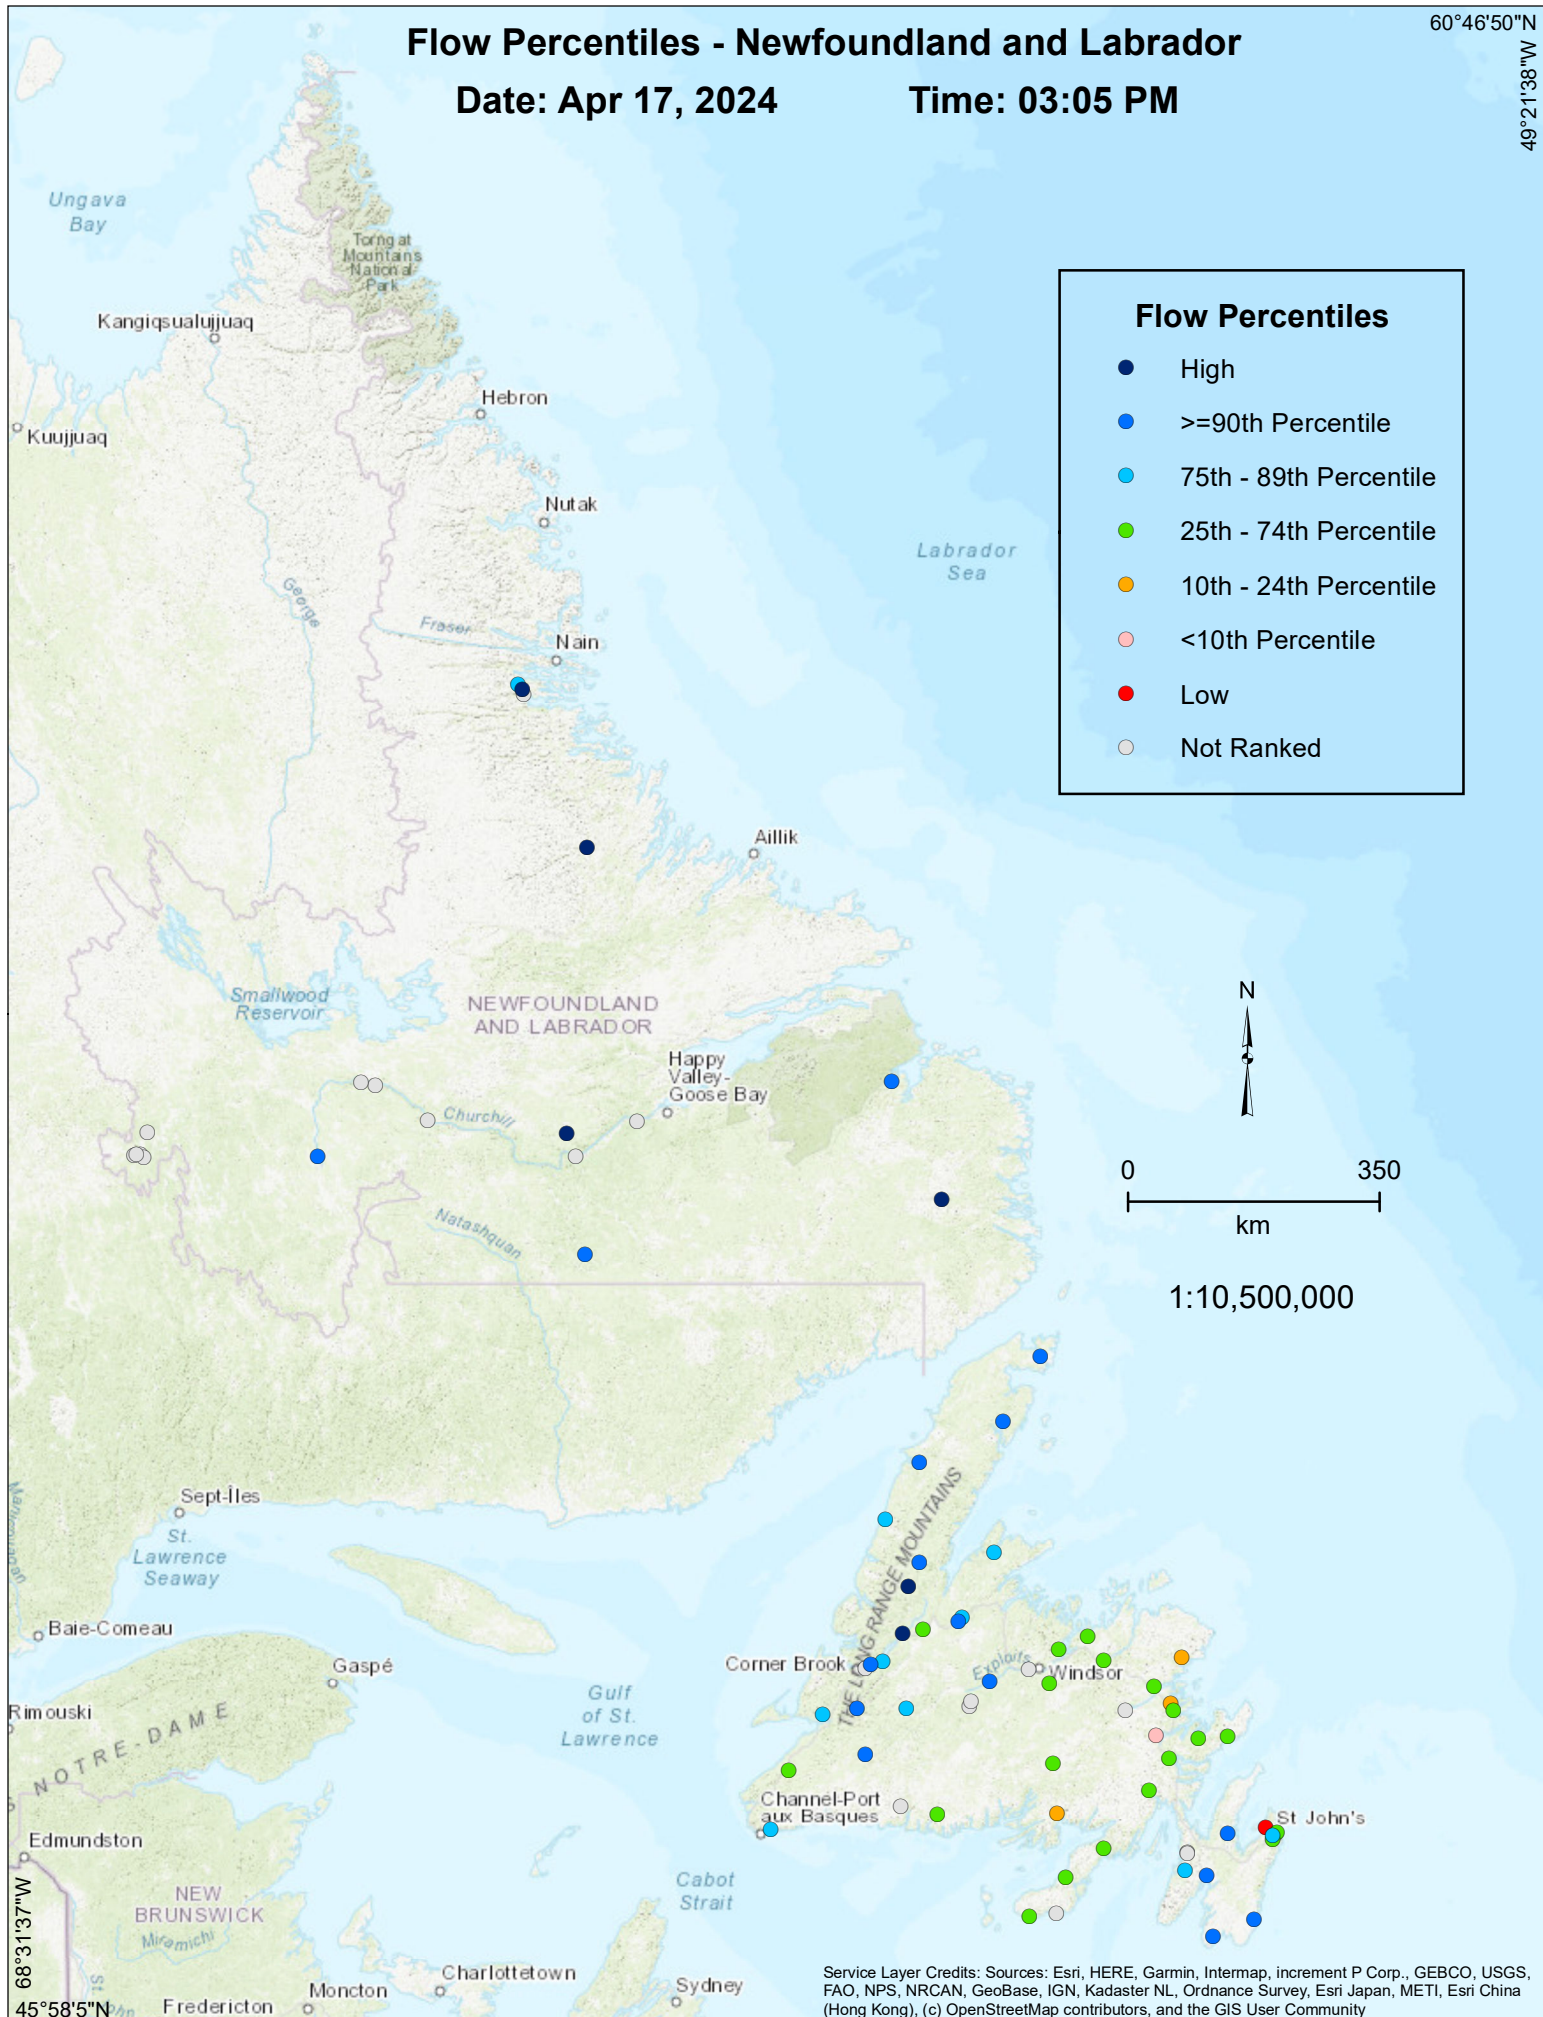 Flow Percentiles - Newfoundland and Labrador
Date: Apr 17, 2024 Time: 03:05 PM
60°46'50"N
49°21'38"W
Ungava
Bay
Torngat
Mountains
National
Park
Kangiqsualujjuaq
Hebron
Kuujjuaq
Nutak
George
Fraser
Nain
Labrador
Sea
Flow Percentiles
High
>=90th Percentile
75th - 89th Percentile
25th - 74th Percentile
10th - 24th Percentile
<10th Percentile
Low
Not Ranked
Aillik
Smallwood
Reservoir
NEWFOUNDLAND
AND LABRADOR
Happy
Valley-
Goose Bay
Churchill
Natashquan
N
0 350
km
1:10,500,000
Sept-Îles
St.
Lawrence
Seaway
Baie-Comeau
Gaspé
Rimouski
NOTRE-DAME
Gulf
of St.
Lawrence
THE LONG RANGE MOUNTAINS
Corner Brook
Exploits
Windsor
Channel-Port
aux Basques
St John's
Edmundston
NEW
BRUNSWICK
Miramichi
Cabot
Strait
Moncton
Charlottetown
Fredericton
Sydney
68°31'37"W
45°58'5"N
Service Layer Credits: Sources: Esri, HERE, Garmin, Intermap, increment P Corp., GEBCO, USGS,
FAO, NPS, NRCAN, GeoBase, IGN, Kadaster NL, Ordnance Survey, Esri Japan, METI, Esri China
(Hong Kong), (c) OpenStreetMap contributors, and the GIS User Community